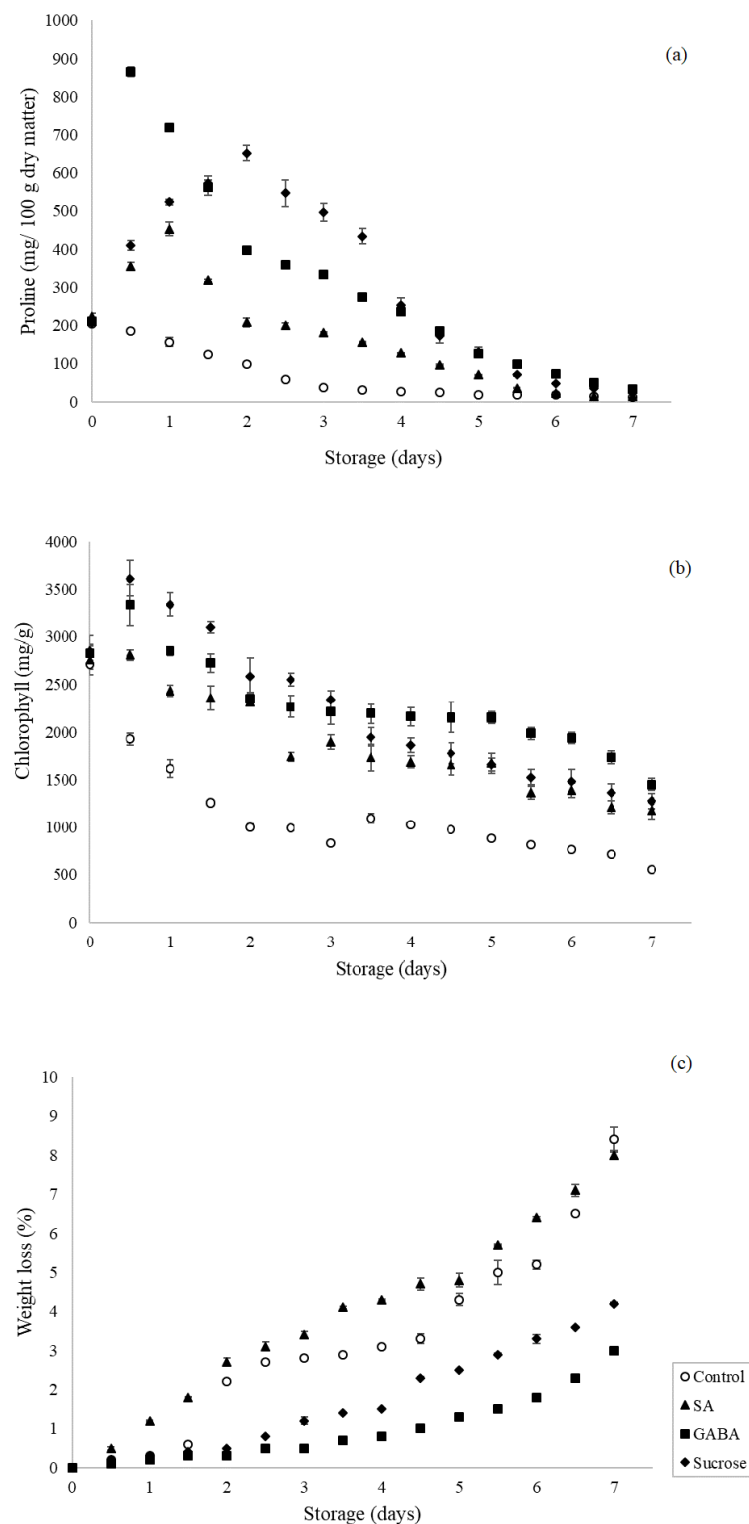 (a)
Proline (mg/ 100 g dry matter)
1000
900
800
700
600
500
400
300
200
100
0
0 1 2 3 4 5 6 7
Storage (days)
(b)
Chlorophyll (mg/g)
4000
3500
3000
2500
2000
1500
1000
500
0
0 1 2 3 4 5 6 7
Storage (days)
(c)
Weight loss (%)
10
9
8
7
6
5
4
3
2
1
0
0 1 2 3 4 5 6 7
Storage (days)
Control
SA
GABA
Sucrose